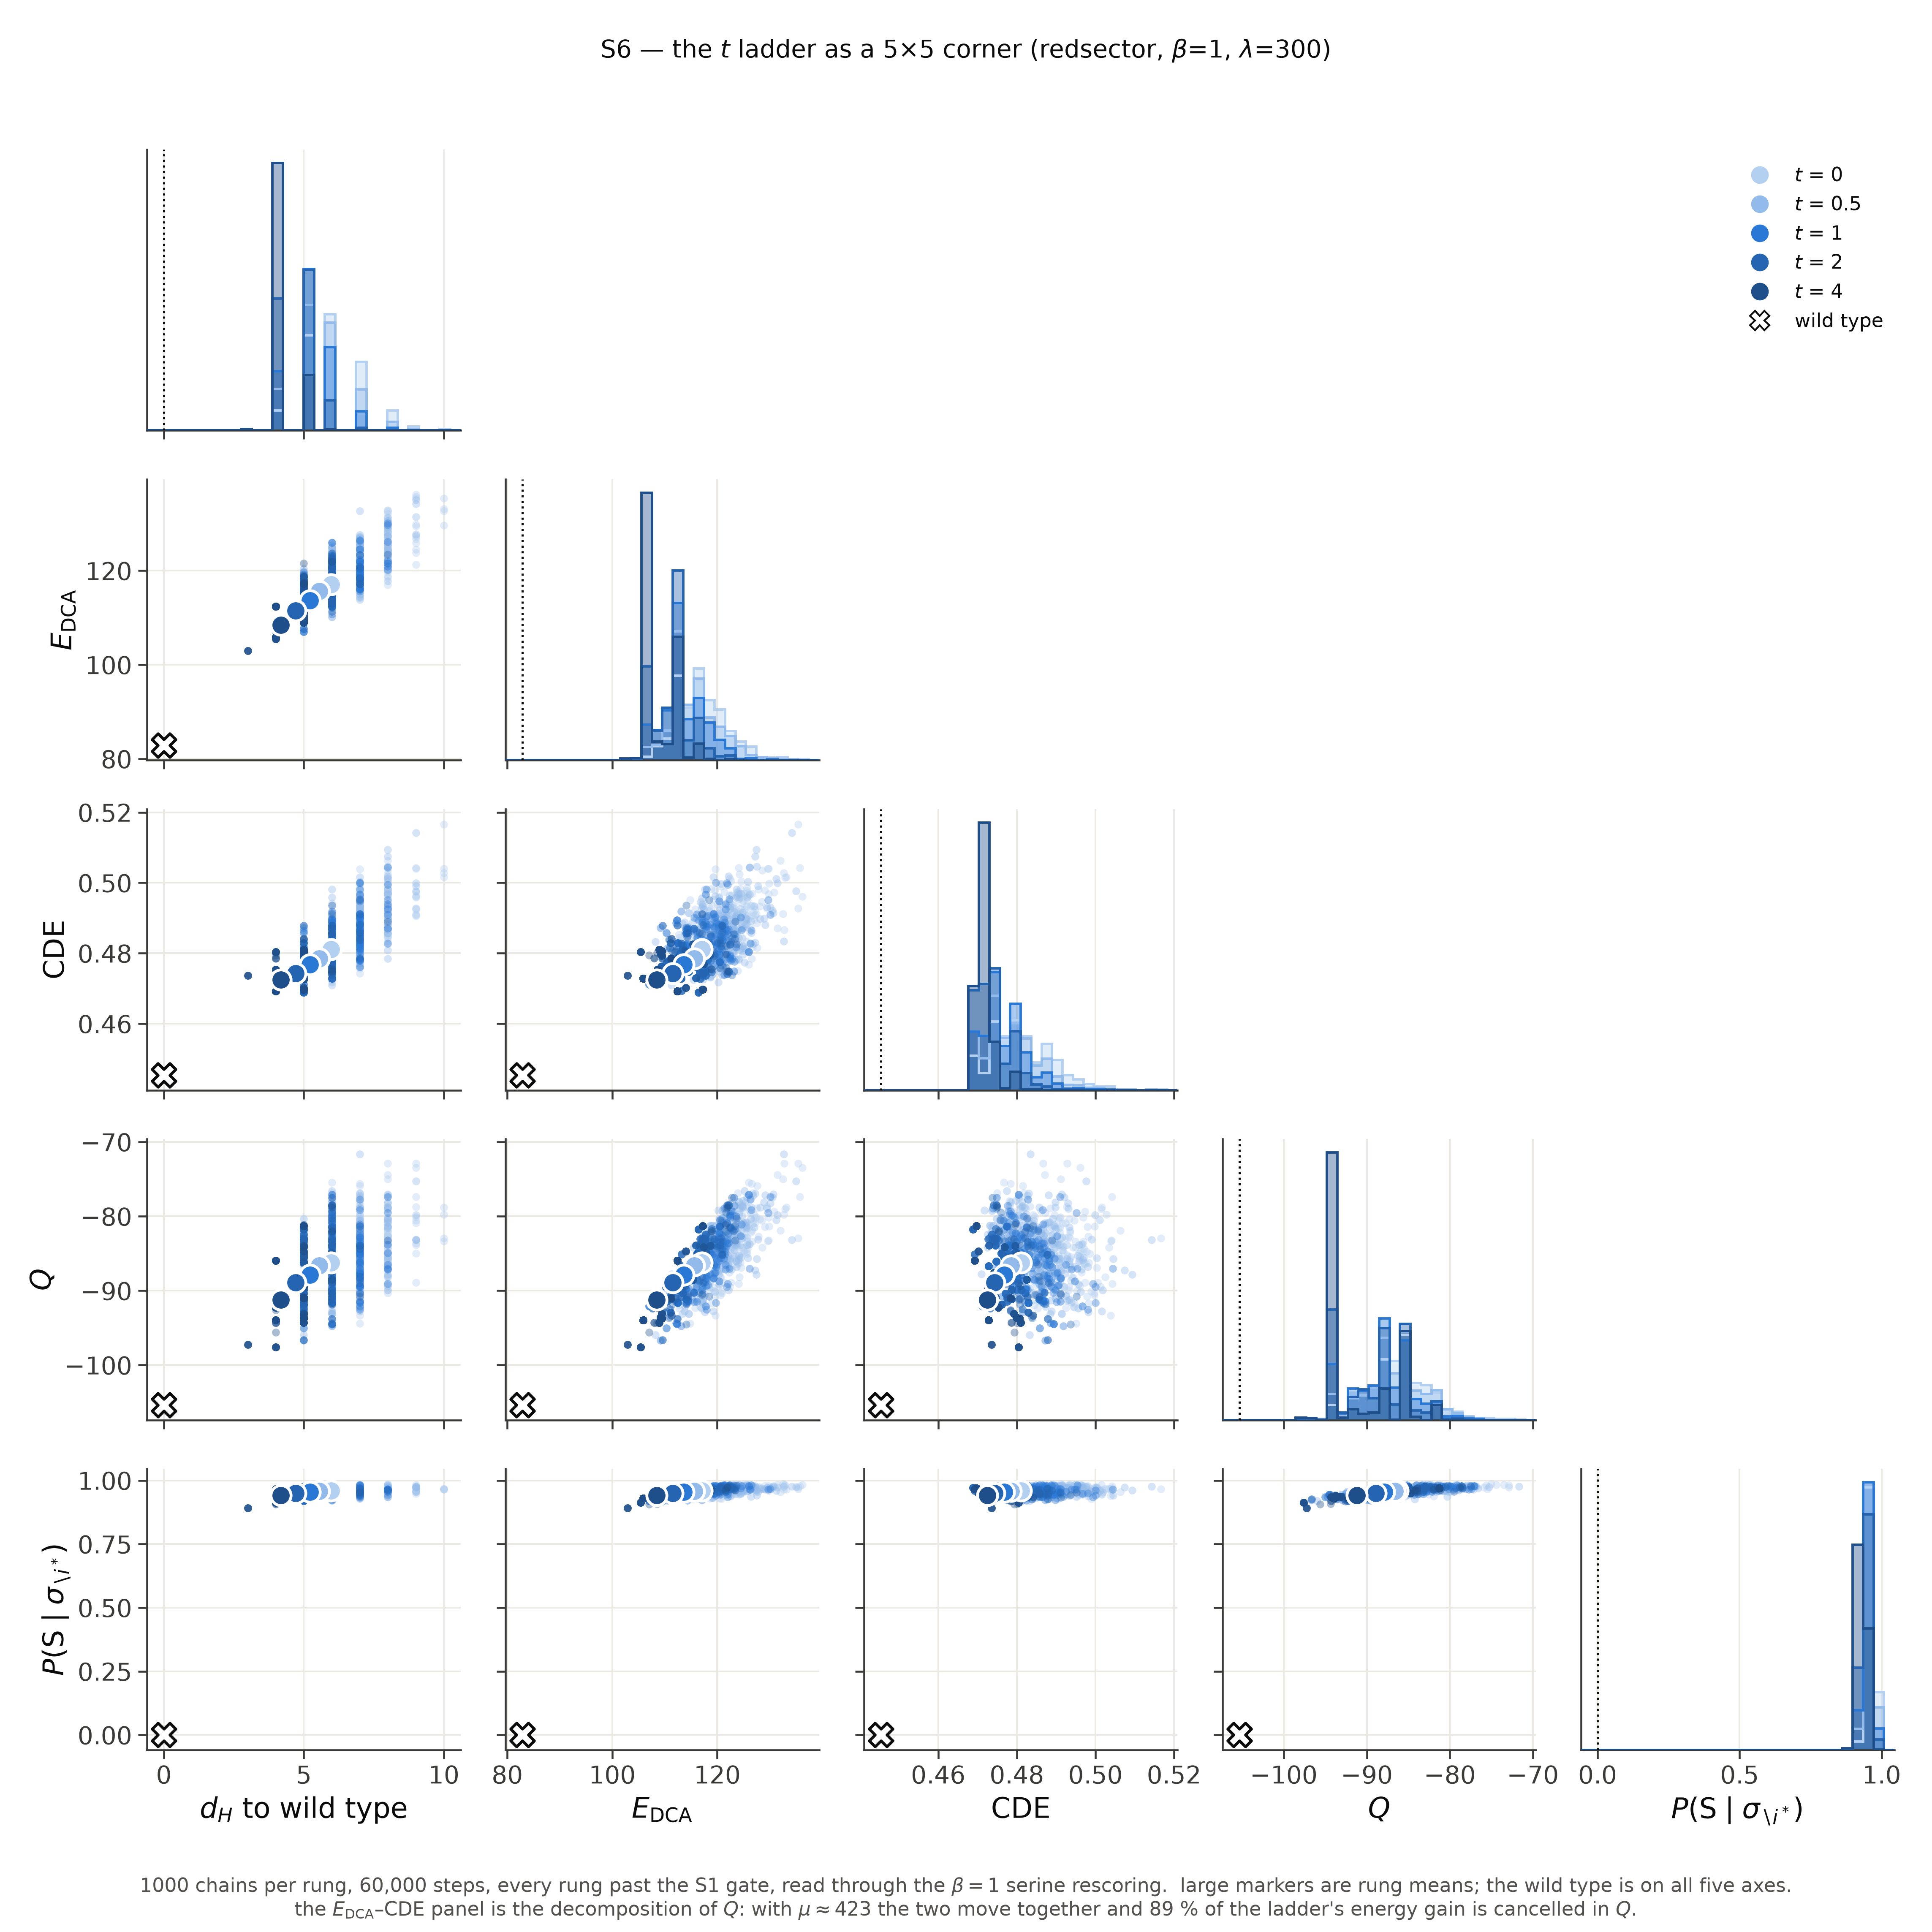 S6 — the t ladder as a 5×5 corner (redsector, β=1, λ=300)
t = 0
t = 0.5
t = 1
t = 2
t = 4
wild type
E_DCA
120
100
80
CDE
0.52
0.50
0.48
0.46
Q
−70
−80
−90
−100
P(S | σ_{\i*})
1.00
0.75
0.50
0.25
0.00
0 5 10
80 100 120
0.46 0.48 0.50 0.52
−100 −90 −80 −70
0.0 0.5 1.0
d_H to wild type
E_DCA
CDE
Q
P(S | σ_{\i*})
1000 chains per rung, 60,000 steps, every rung past the S1 gate, read through the β = 1 serine rescoring. large markers are rung means; the wild type is on all five axes.
the E_DCA–CDE panel is the decomposition of Q: with μ ≈ 423 the two move together and 89 % of the ladder's energy gain is cancelled in Q.